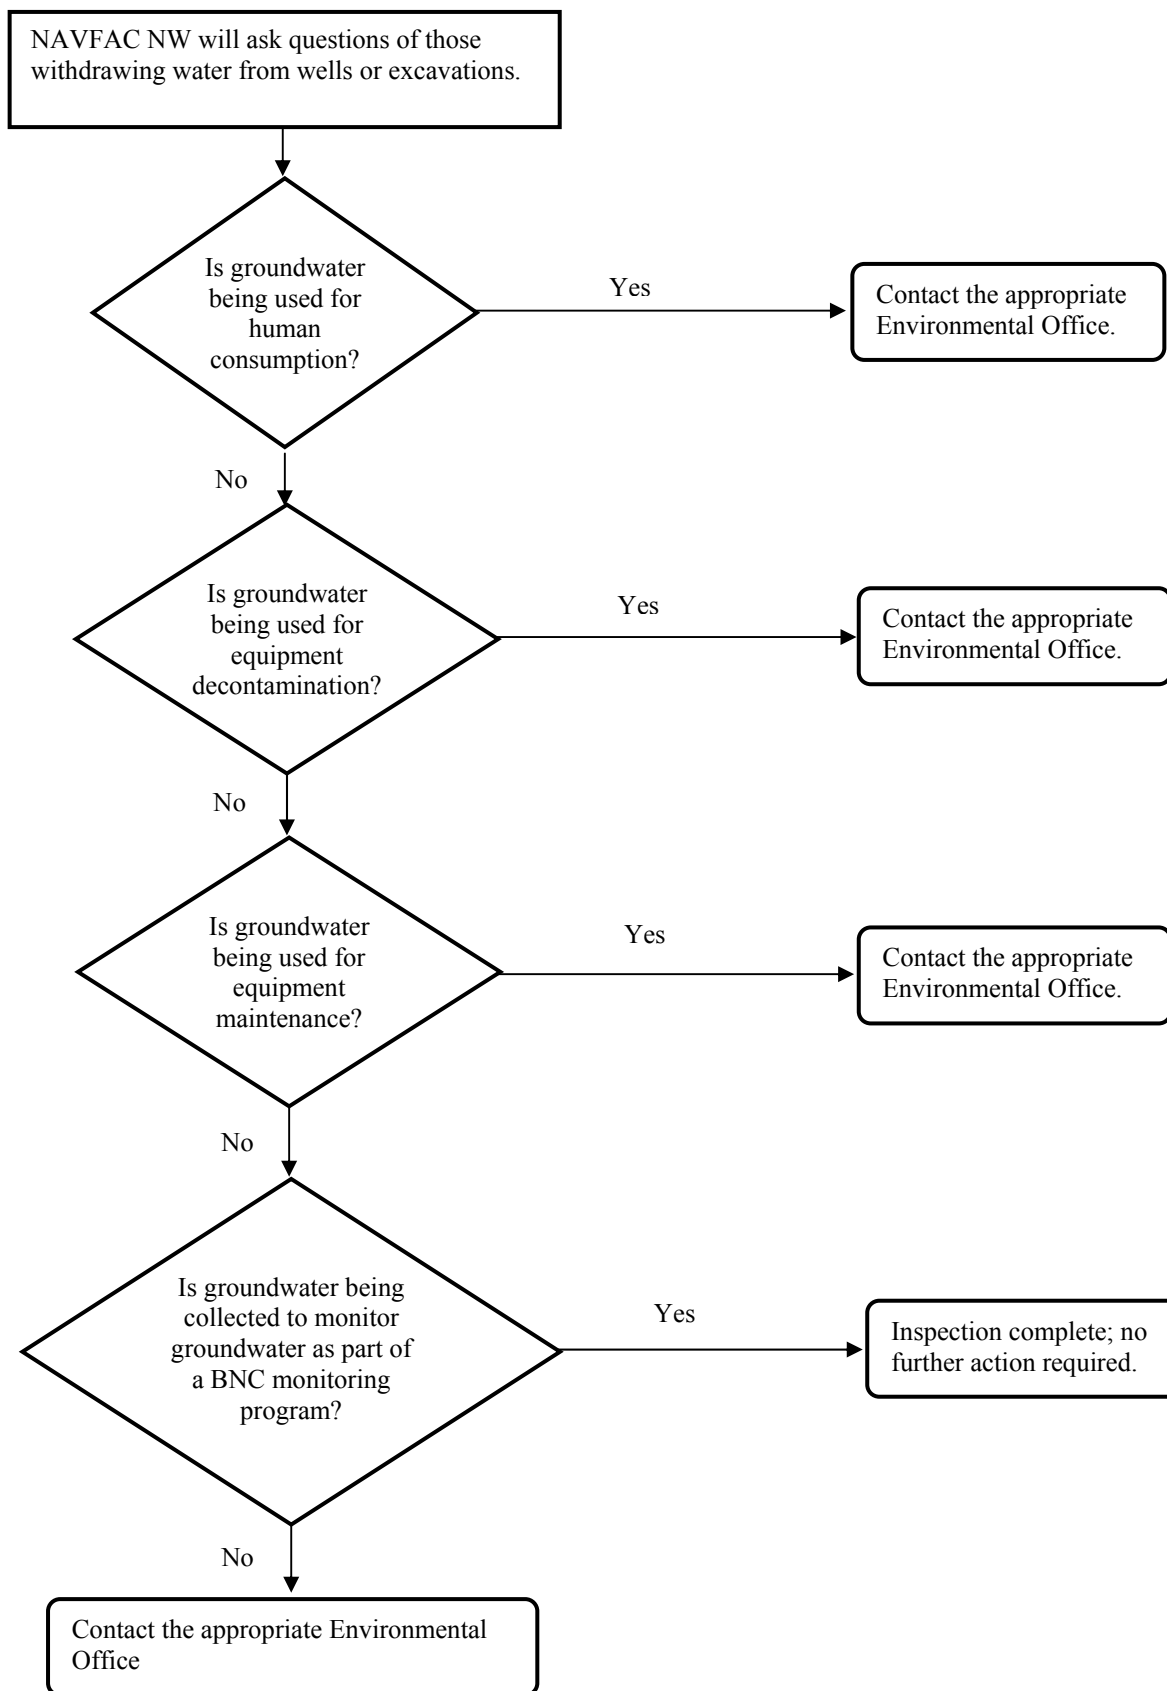 NAVFAC NW will ask questions of those
withdrawing water from wells or excavations.
Is groundwater
being used for
human
consumption?
Yes
Contact the appropriate
Environmental Office.
No
Is groundwater
being used for
equipment
decontamination?
Yes
Contact the appropriate
Environmental Office.
No
Is groundwater
being used for
equipment
maintenance?
Yes
Contact the appropriate
Environmental Office.
No
Is groundwater being
collected to monitor
groundwater as part of
a BNC monitoring
program?
Yes
Inspection complete; no
further action required.
No
Contact the appropriate Environmental
Office